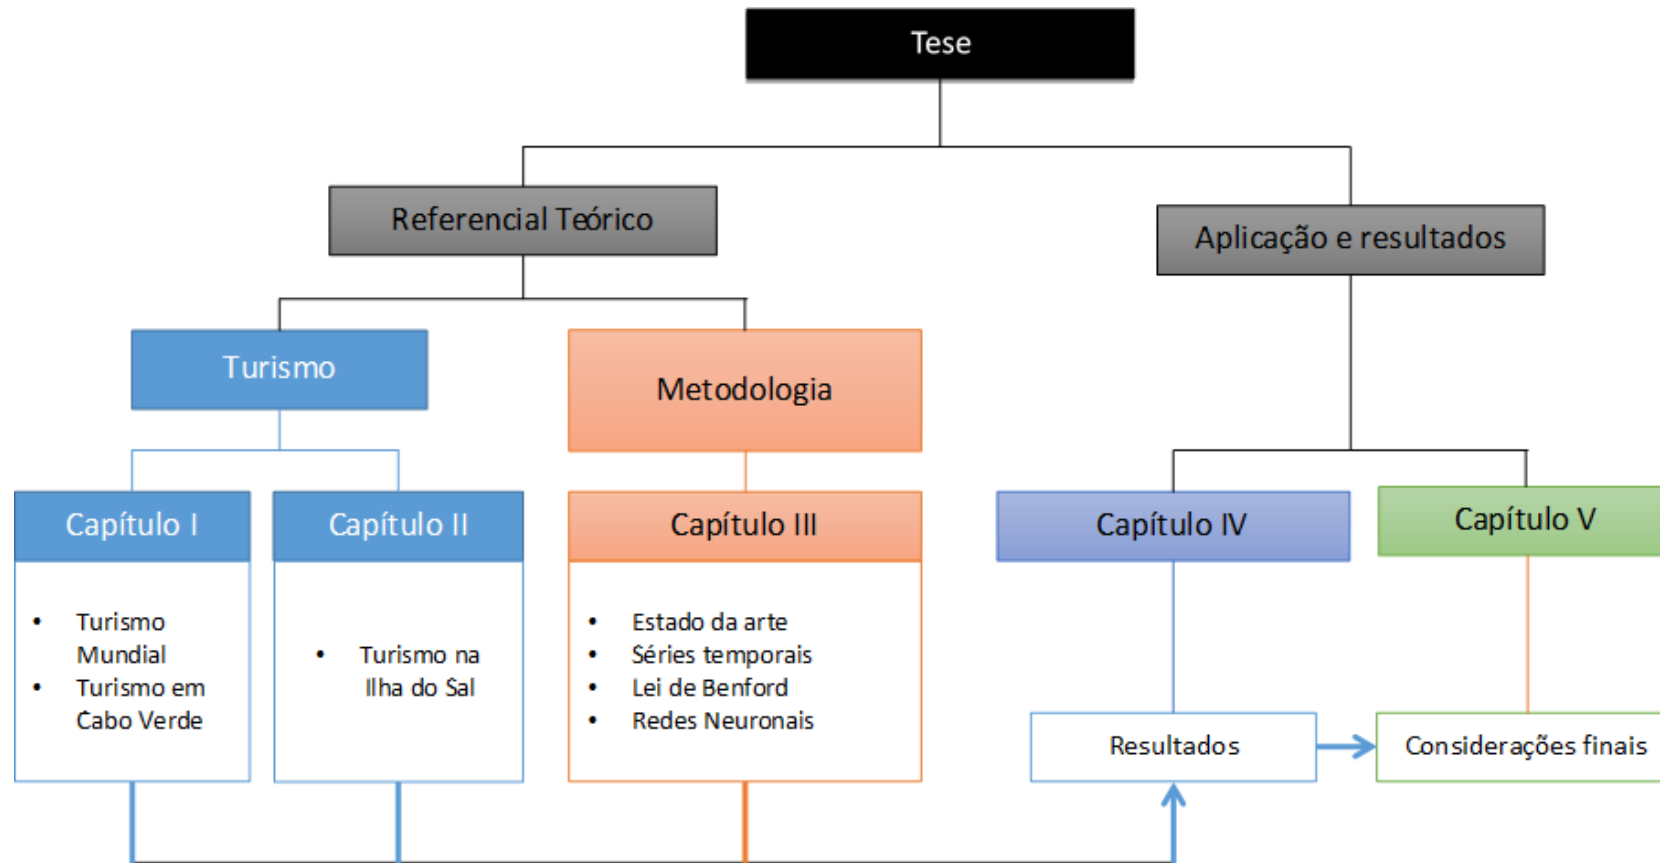 Tese
Referencial Teórico
Aplicação e resultados
Turismo
Metodologia
Capítulo I
Capítulo II
Capítulo III
Capítulo IV
Capítulo V
• Turismo
Mundial
• Turismo em
Cabo Verde
• Turismo na
Ilha do Sal
• Estado da arte
• Séries temporais
• Lei de Benford
• Redes Neuronais
Resultados
Considerações finais